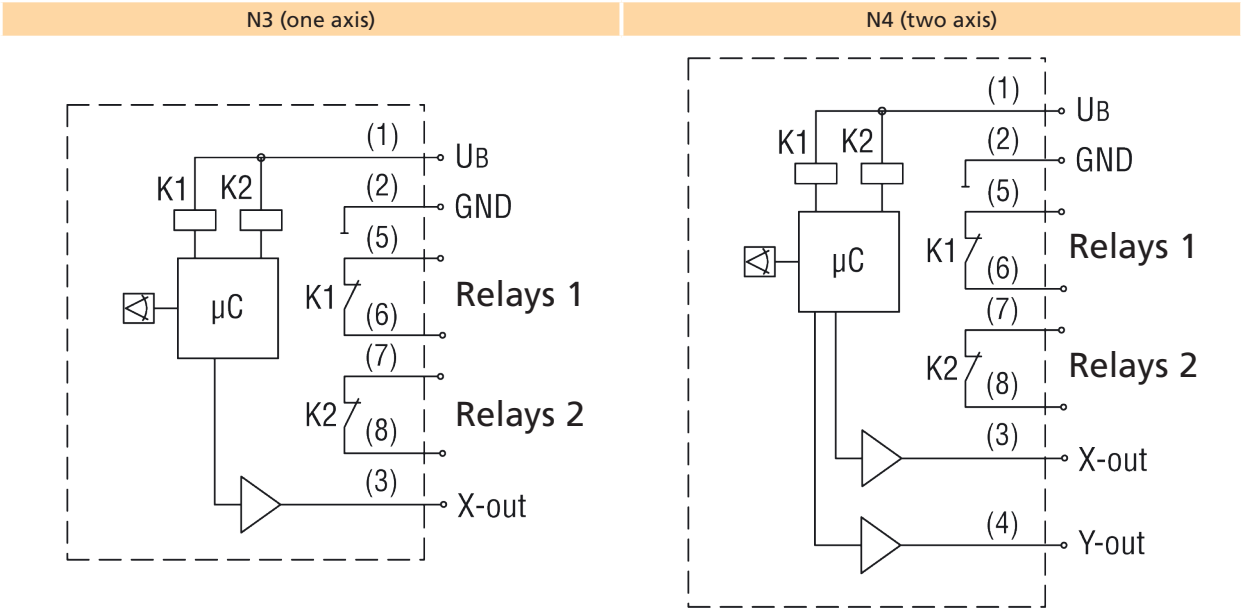 N3 (one axis)
N4 (two axis)
(1)
UB
K1
K2
(2)
GND
(5)
µC
K1
Relays 1
(6)
(7)
K2
Relays 2
(8)
(3)
X-out
(1)
UB
K1
K2
(2)
GND
(5)
µC
K1
Relays 1
(6)
(7)
K2
Relays 2
(8)
(3)
X-out
(4)
Y-out